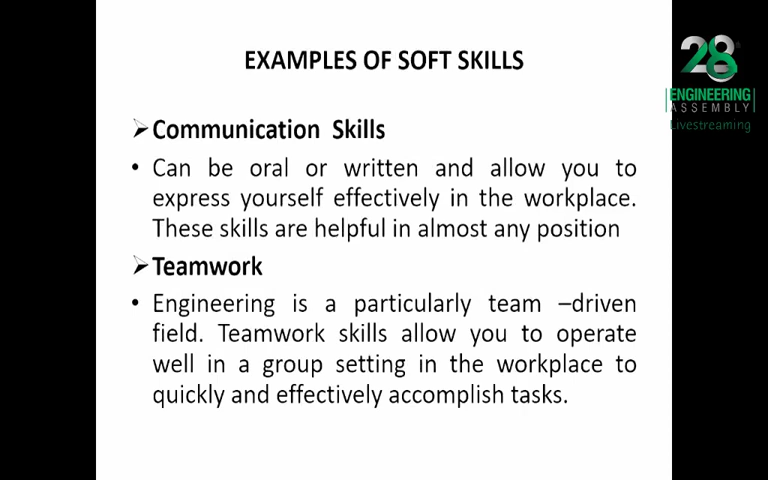 EXAMPLES OF SOFT SKILLS
28
ENGINEERING
ASSEMBLY
Livestreaming
➢Communication Skills
• Can be oral or written and allow you to
express yourself effectively in the workplace.
These skills are helpful in almost any position
➢Teamwork
• Engineering is a particularly team –driven
field. Teamwork skills allow you to operate
well in a group setting in the workplace to
quickly and effectively accomplish tasks.